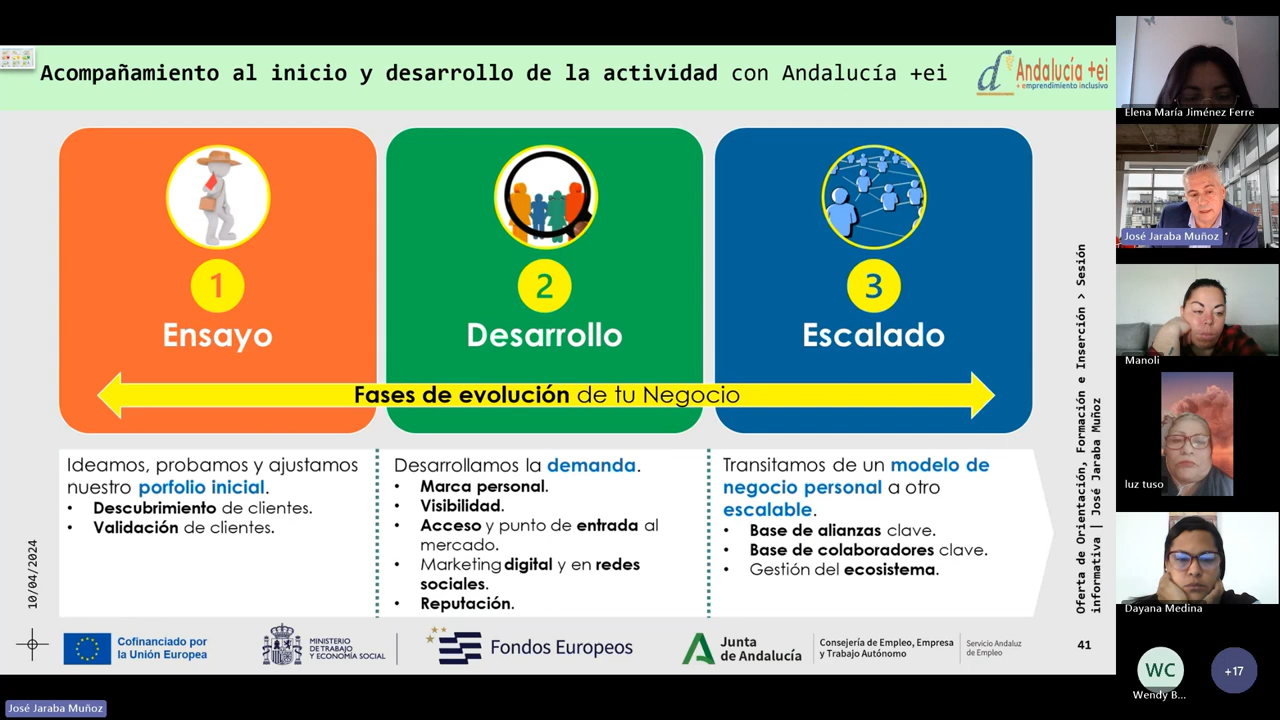 Acompañamiento al inicio y desarrollo de la actividad con Andalucía +ei
Andalucía +ei
+ emprendimiento inclusivo
1
Ensayo
2
Desarrollo
3
Escalado
Fases de evolución de tu Negocio
Ideamos, probamos y ajustamos
nuestro porfolio inicial.
• Descubrimiento de clientes.
• Validación de clientes.
Desarrollamos la demanda.
• Marca personal.
• Visibilidad.
• Acceso y punto de entrada al
mercado.
• Marketing digital y en redes
sociales.
• Reputación.
Transitamos de un modelo de
negocio personal a otro
escalable.
• Base de alianzas clave.
• Base de colaboradores clave.
• Gestión del ecosistema.
10/04/2024
Oferta de Orientación, Formación e Inserción > Sesión
informativa | José Jaraba Muñoz
Cofinanciado por
la Unión Europea
MINISTERIO
DE TRABAJO
Y ECONOMÍA SOCIAL
Fondos Europeos
Junta
de Andalucía
Consejería de Empleo, Empresa
y Trabajo Autónomo
Servicio Andaluz
de Empleo
41
Elena María Jiménez Ferre
José Jaraba Muñoz
Manoli
luz tuso
Dayana Medina
WC
Wendy B...
+17
José Jaraba Muñoz